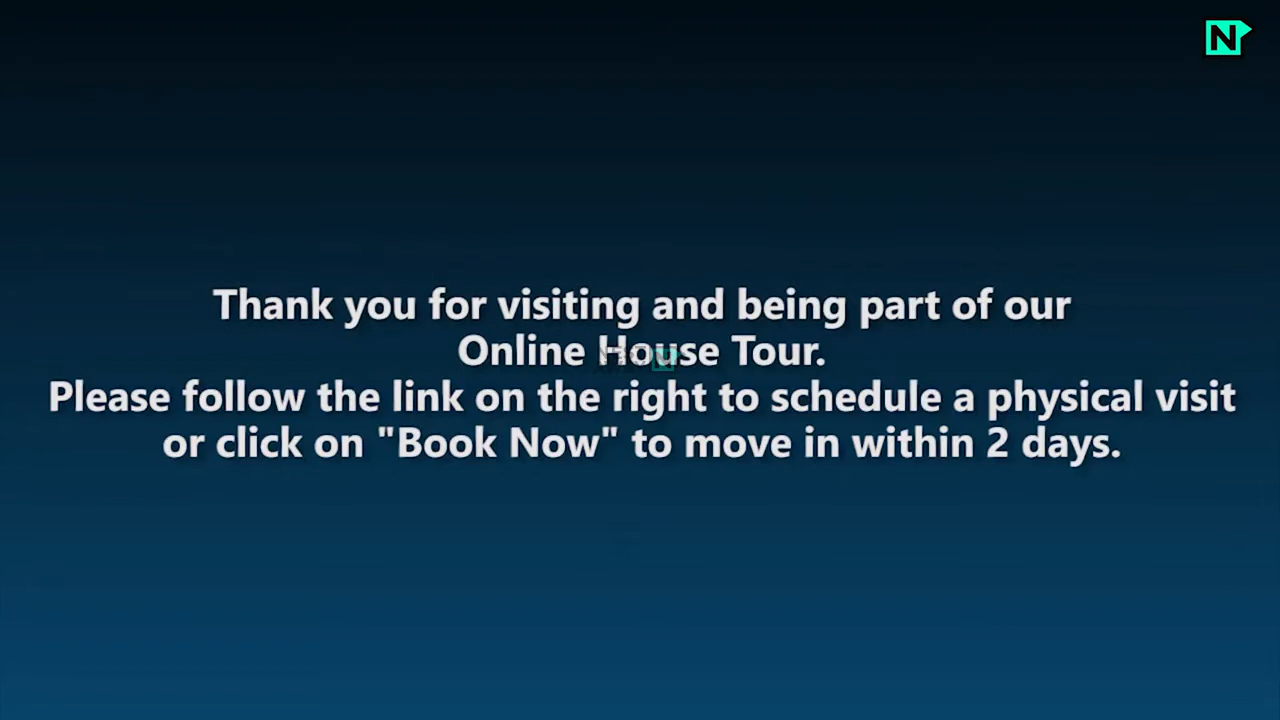 N
Thank you for visiting and being part of our
Online House Tour.
Please follow the link on the right to schedule a physical visit
or click on "Book Now" to move in within 2 days.